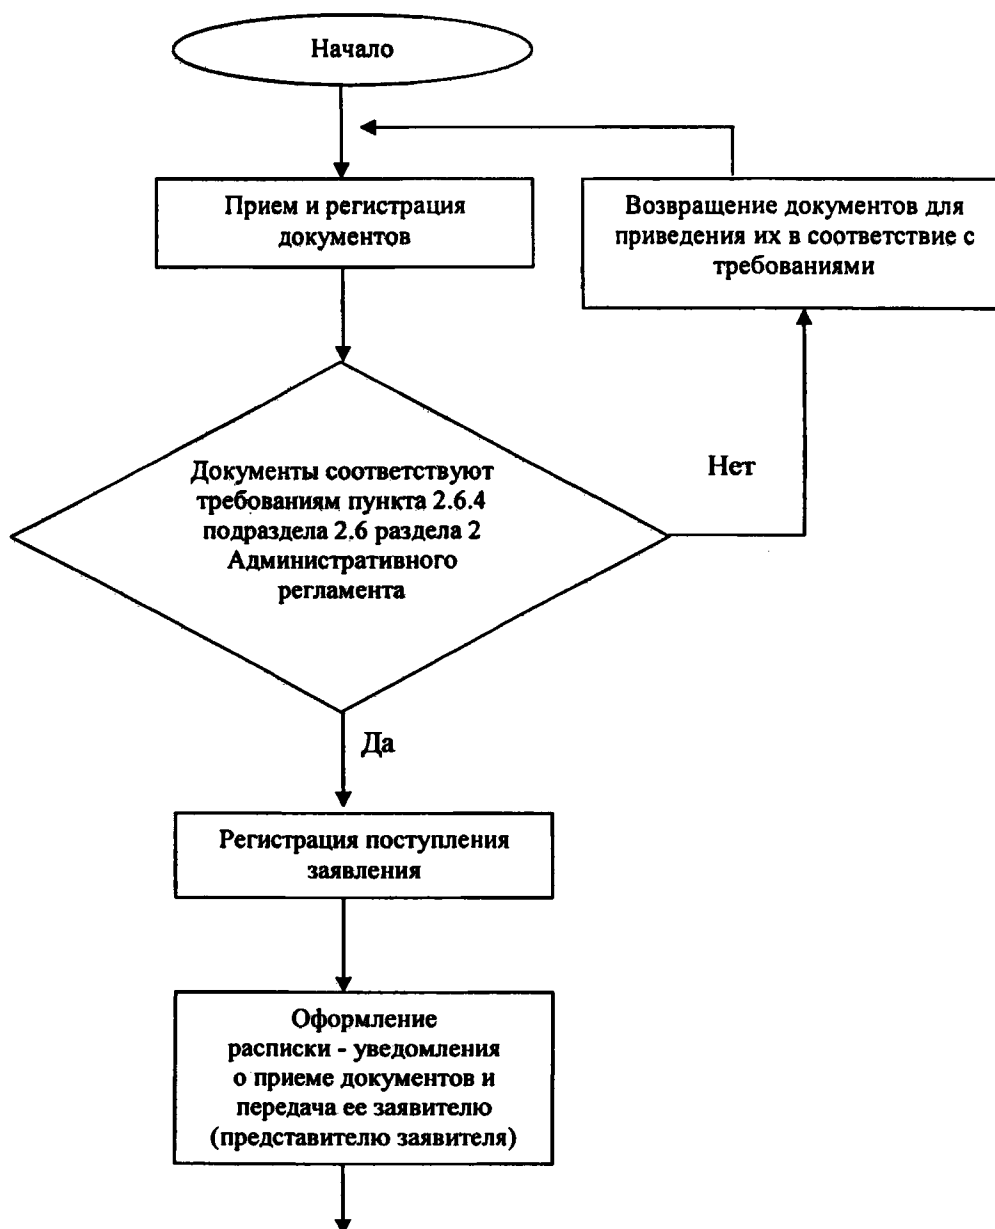 Начало
Прием и регистрация
документов
Возвращение документов для
приведения их в соответствие с
требованиями
Документы соответствуют
требованиям пункта 2.6.4
подраздела 2.6 раздела 2
Административного
регламента
Нет
Да
Регистрация поступления
заявления
Оформление
расписки - уведомления
о приеме документов и
передача ее заявителю
(представителю заявителя)